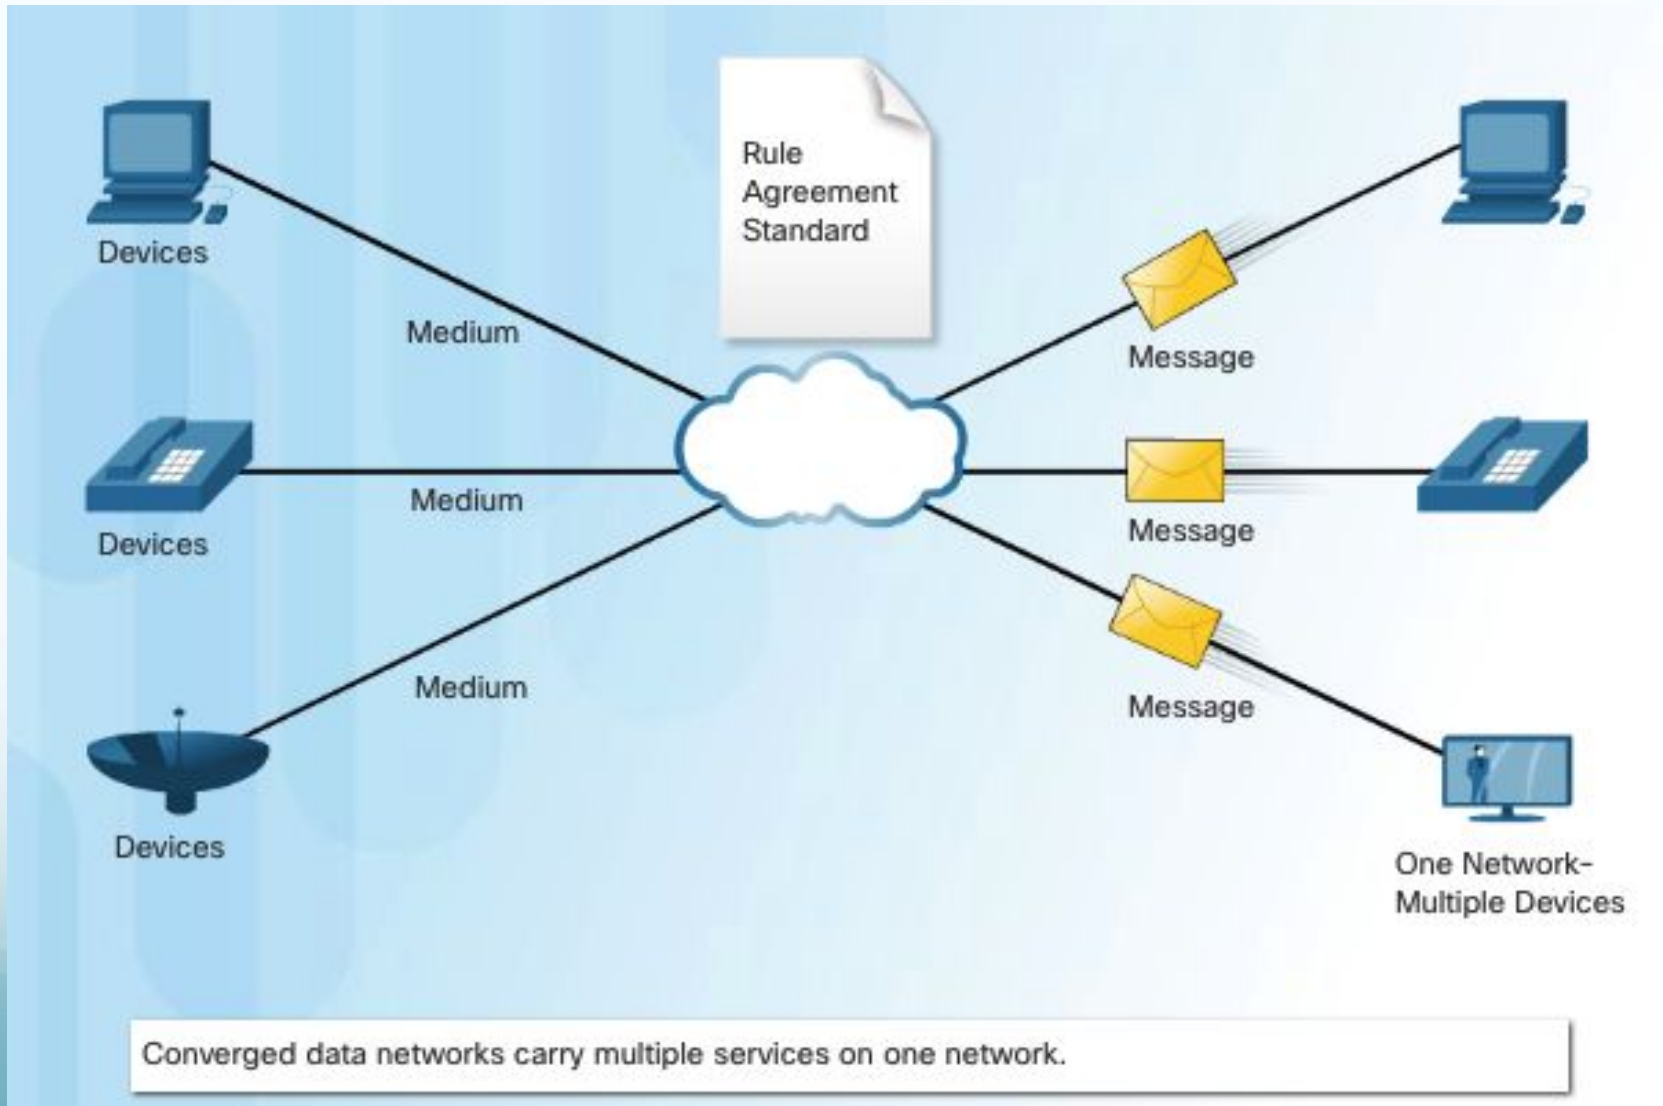 Rule
Agreement
Standard
Devices
Medium
Message
Medium
Message
Devices
Medium
Message
Devices
One Network-
Multiple Devices
Converged data networks carry multiple services on one network.